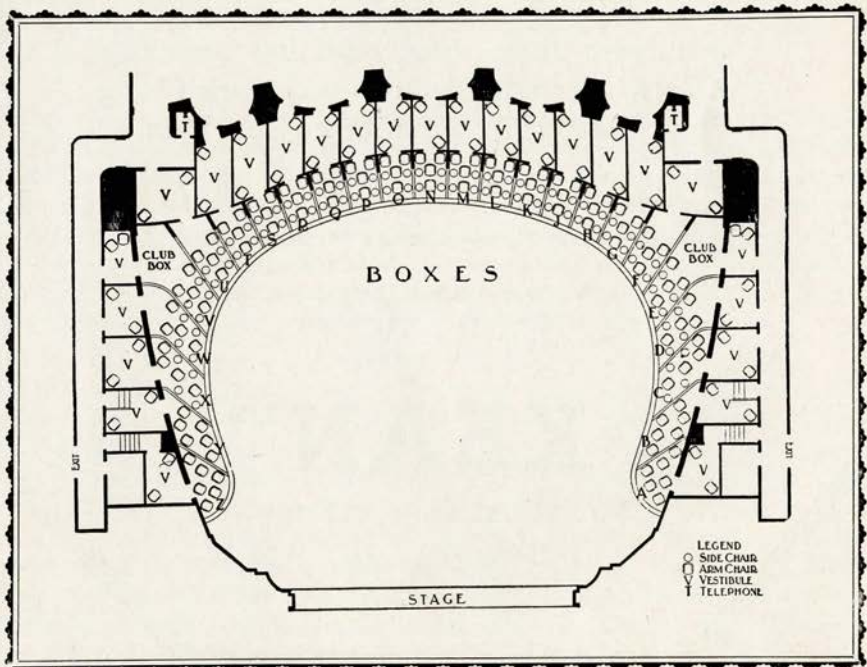 T T
V V V V V V V V V V V V V
V V
Z Y X W V U T S R Q P O N M L K J H G F E D C B A
CLUB
BOX
CLUB
BOX
BOXES
V V
V V
V V
V V
V V
EXIT
EXIT
STAGE
LEGEND
SIDE CHAIR
ARM CHAIR
V VESTIBULE
T TELEPHONE